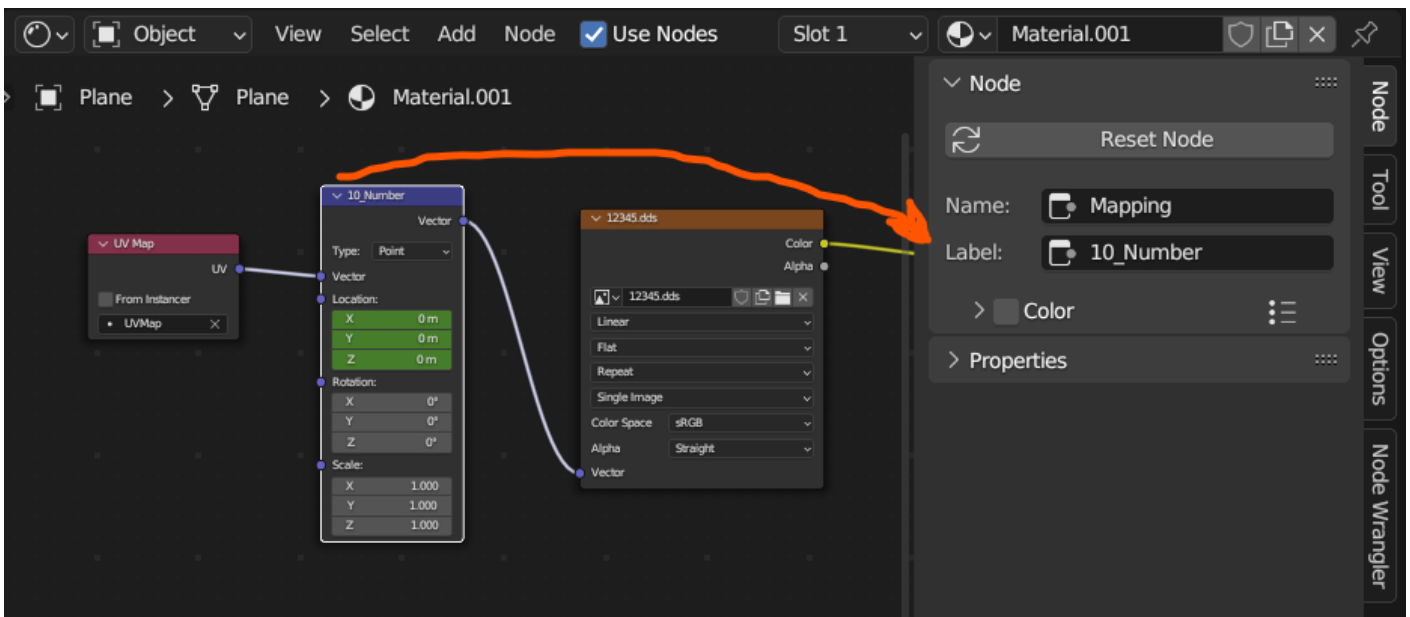 Object View Select Add Node Use Nodes Slot 1 Material.001
Plane > Plane > Material.001
UV Map
UV
From Instancer
UVMap
10_Number
Vector
Type: Point
Vector
Location:
X 0 m
Y 0 m
Z 0 m
Rotation:
X 0°
Y 0°
Z 0°
Scale:
X 1.000
Y 1.000
Z 1.000
12345.dds
Color
Alpha
12345.dds
Linear
Flat
Repeat
Single Image
Color Space sRGB
Alpha Straight
Vector
Node
Reset Node
Name: Mapping
Label: 10_Number
Color
Properties
Node
Tool
View
Options
Node Wrangler